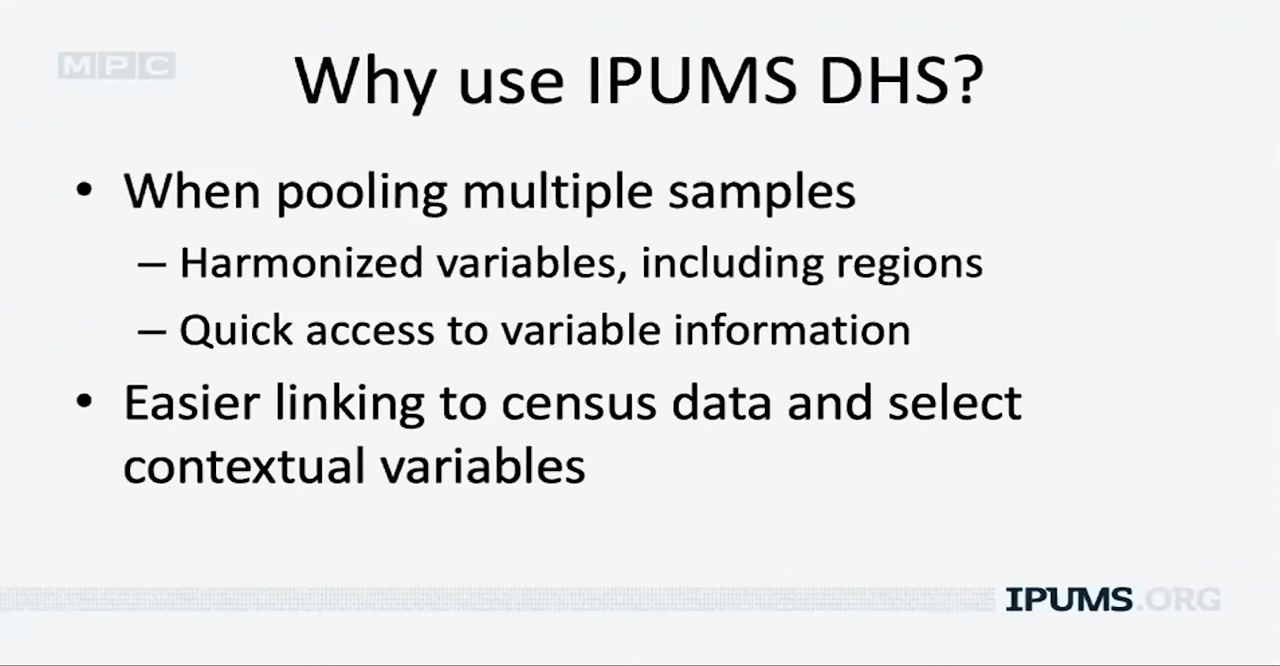 MPC
Why use IPUMS DHS?
• When pooling multiple samples
– Harmonized variables, including regions
– Quick access to variable information
• Easier linking to census data and select
contextual variables
IPUMS.ORG